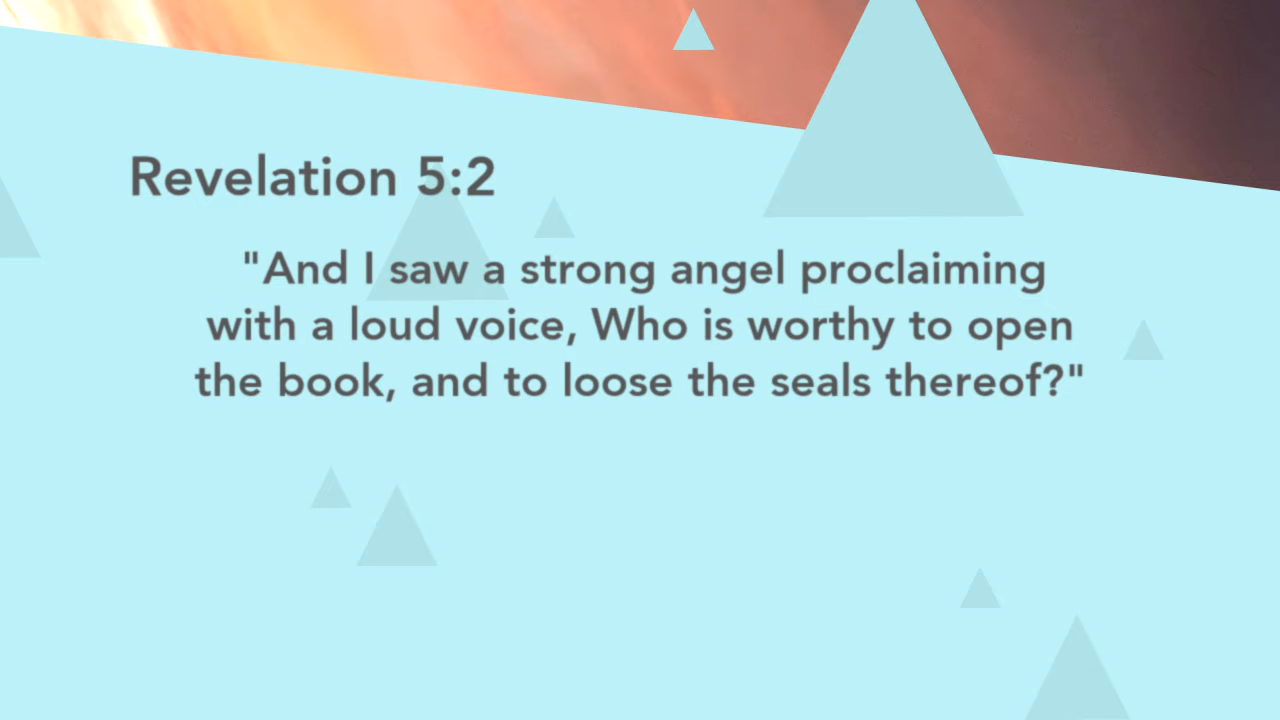 Revelation 5:2
"And I saw a strong angel proclaiming
with a loud voice, Who is worthy to open
the book, and to loose the seals thereof?"